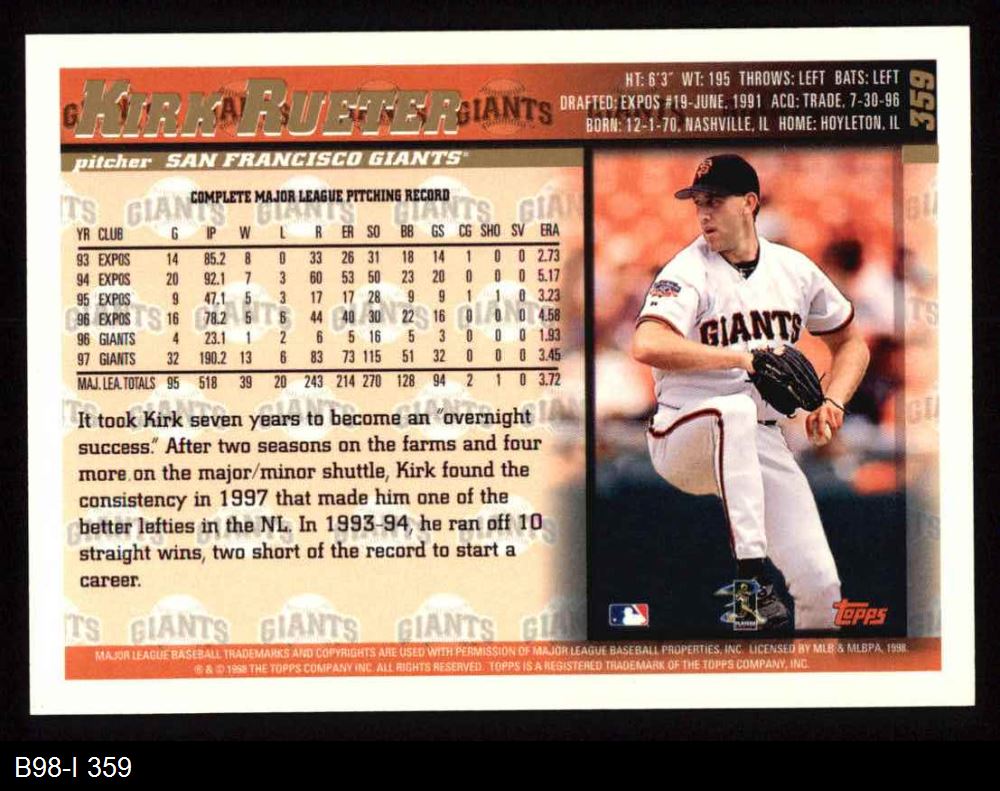 KIRK RUETER
HT: 6'3" WT: 195 THROWS: LEFT BATS: LEFT
DRAFTED: EXPOS #19-JUNE, 1991 ACQ: TRADE, 7-30-96
BORN: 12-1-70, NASHVILLE, IL HOME: HOYLETON, IL
359
pitcher SAN FRANCISCO GIANTS
COMPLETE MAJOR LEAGUE PITCHING RECORD
YR CLUB G IP W L R ER SO BB GS CG SHO SV ERA
93 EXPOS 14 85.2 8 0 33 26 31 18 14 1 0 0 2.73
94 EXPOS 20 92.1 7 3 60 53 50 23 20 0 0 0 5.17
95 EXPOS 9 47.1 5 3 17 17 28 9 9 1 1 0 3.23
96 EXPOS 16 78.2 5 6 44 40 30 22 16 0 0 0 4.58
96 GIANTS 4 23.1 1 2 6 5 16 5 3 0 0 0 1.93
97 GIANTS 32 190.2 13 6 83 73 115 51 32 0 0 0 3.45
MAJ. LEA. TOTALS 95 518 39 20 243 214 270 128 94 2 1 0 3.72
It took Kirk seven years to become an "overnight
success." After two seasons on the farms and four
more on the major/minor shuttle, Kirk found the
consistency in 1997 that made him one of the
better lefties in the NL. In 1993-94, he ran off 10
straight wins, two short of the record to start a
career.
GIANTS
GIANTS GIANTS GIANTS GIANTS
topps
MAJOR LEAGUE BASEBALL TRADEMARKS AND COPYRIGHTS ARE USED WITH PERMISSION OF MAJOR LEAGUE BASEBALL PROPERTIES, INC. LICENSED BY MLB & MLBPA, 1998.
® & © 1998 THE TOPPS COMPANY INC. ALL RIGHTS RESERVED. TOPPS IS A REGISTERED TRADEMARK OF THE TOPPS COMPANY, INC.
B98-I 359